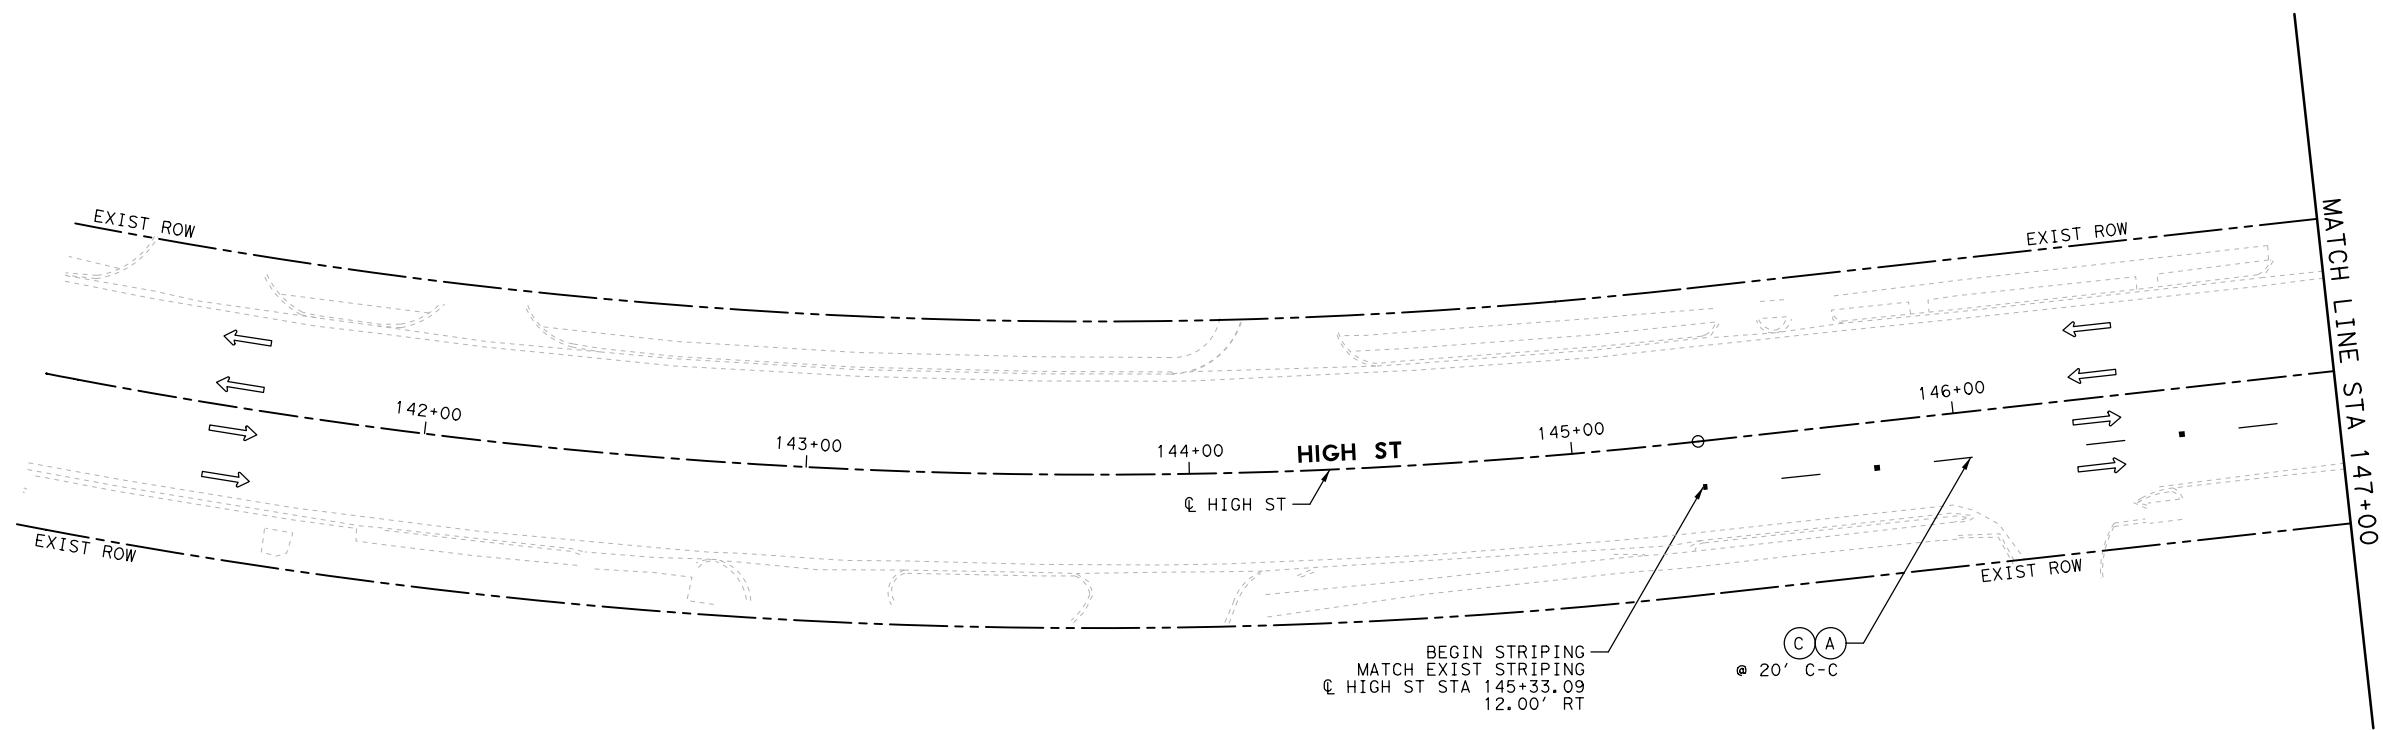 EXIST ROW
EXIST ROW
MATCH LINE STA 147+00
142+00
143+00
144+00
HIGH ST
145+00
146+00
℄ HIGH ST
EXIST ROW
EXIST ROW
BEGIN STRIPING
MATCH EXIST STRIPING
℄ HIGH ST STA 145+33.09
12.00' RT
C A
@ 20' C-C